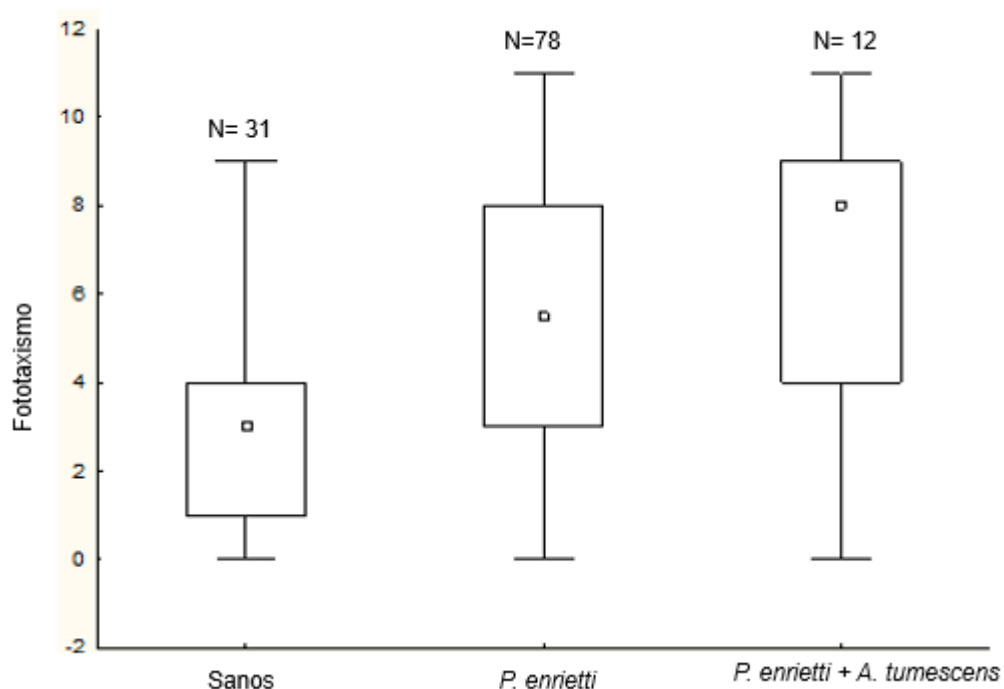 12
10
8
6
4
2
0
-2
Fototaxismo
N= 31
N=78
N= 12
Sanos
P. enrietti
P. enrietti + A. tumescens